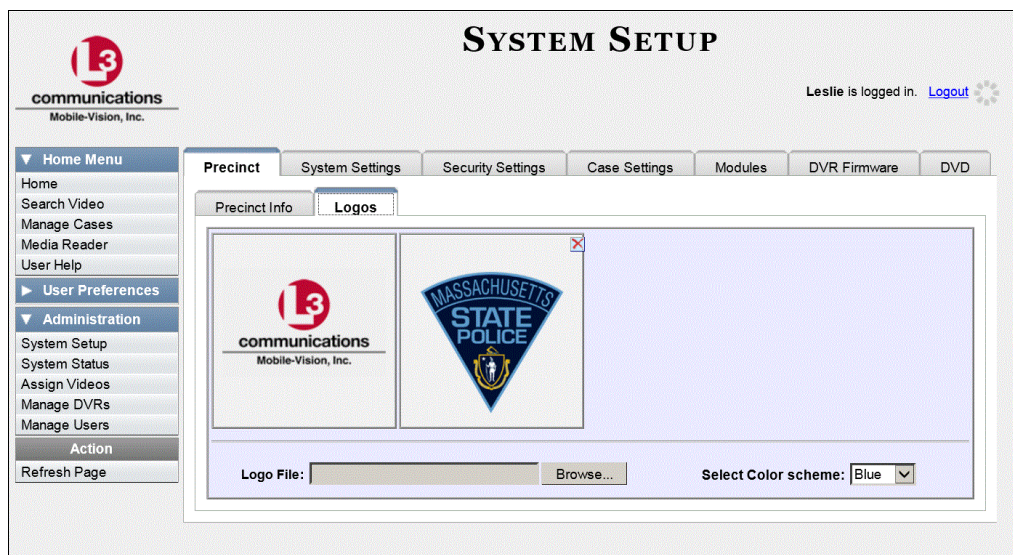 SYSTEM SETUP
L3
communications
Mobile-Vision, Inc.
Leslie is logged in. Logout
Home Menu
Home
Search Video
Manage Cases
Media Reader
User Help
User Preferences
Administration
System Setup
System Status
Assign Videos
Manage DVRs
Manage Users
Action
Refresh Page
Precinct System Settings Security Settings Case Settings Modules DVR Firmware DVD
Precinct Info Logos
L3
communications
Mobile-Vision, Inc.
MASSACHUSETTS
STATE
POLICE
Logo File: Browse... Select Color scheme: Blue